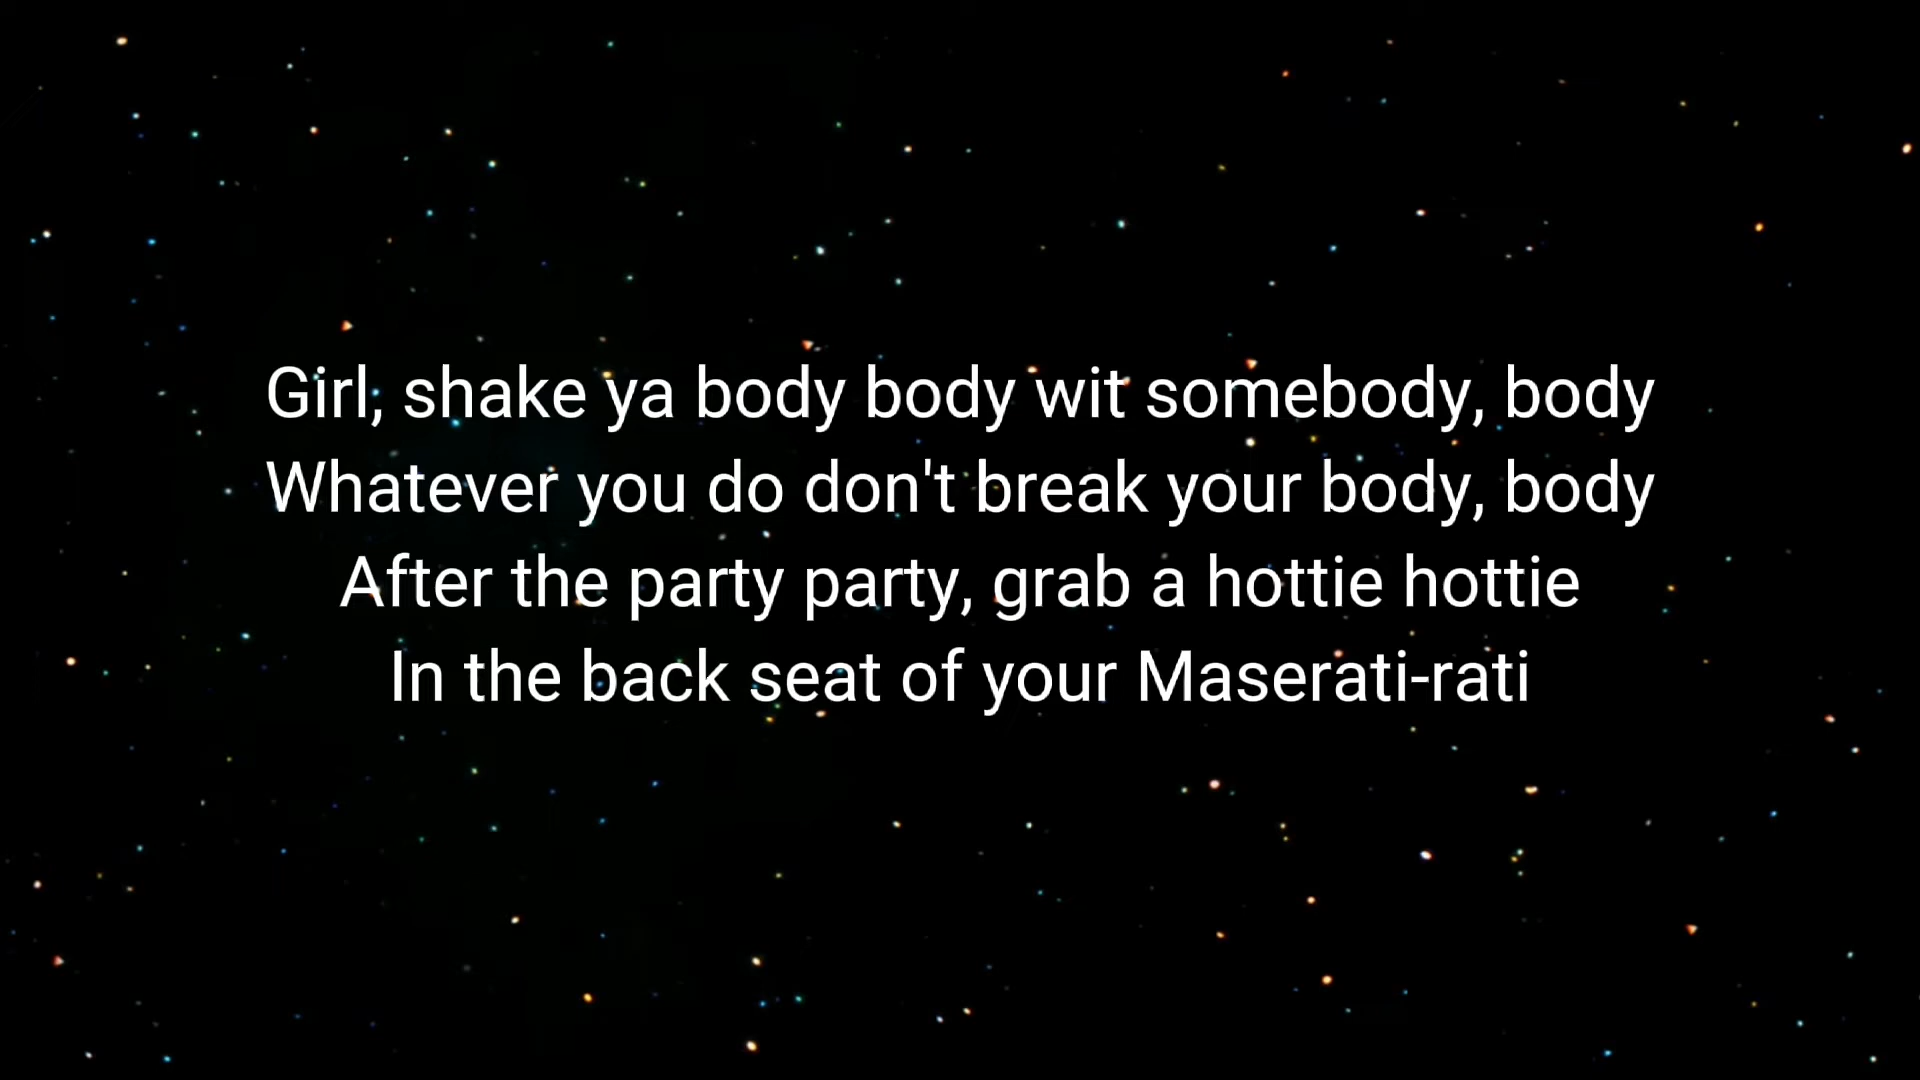 Girl, shake ya body body wit somebody, body
Whatever you do don't break your body, body
After the party party, grab a hottie hottie
In the back seat of your Maserati-rati